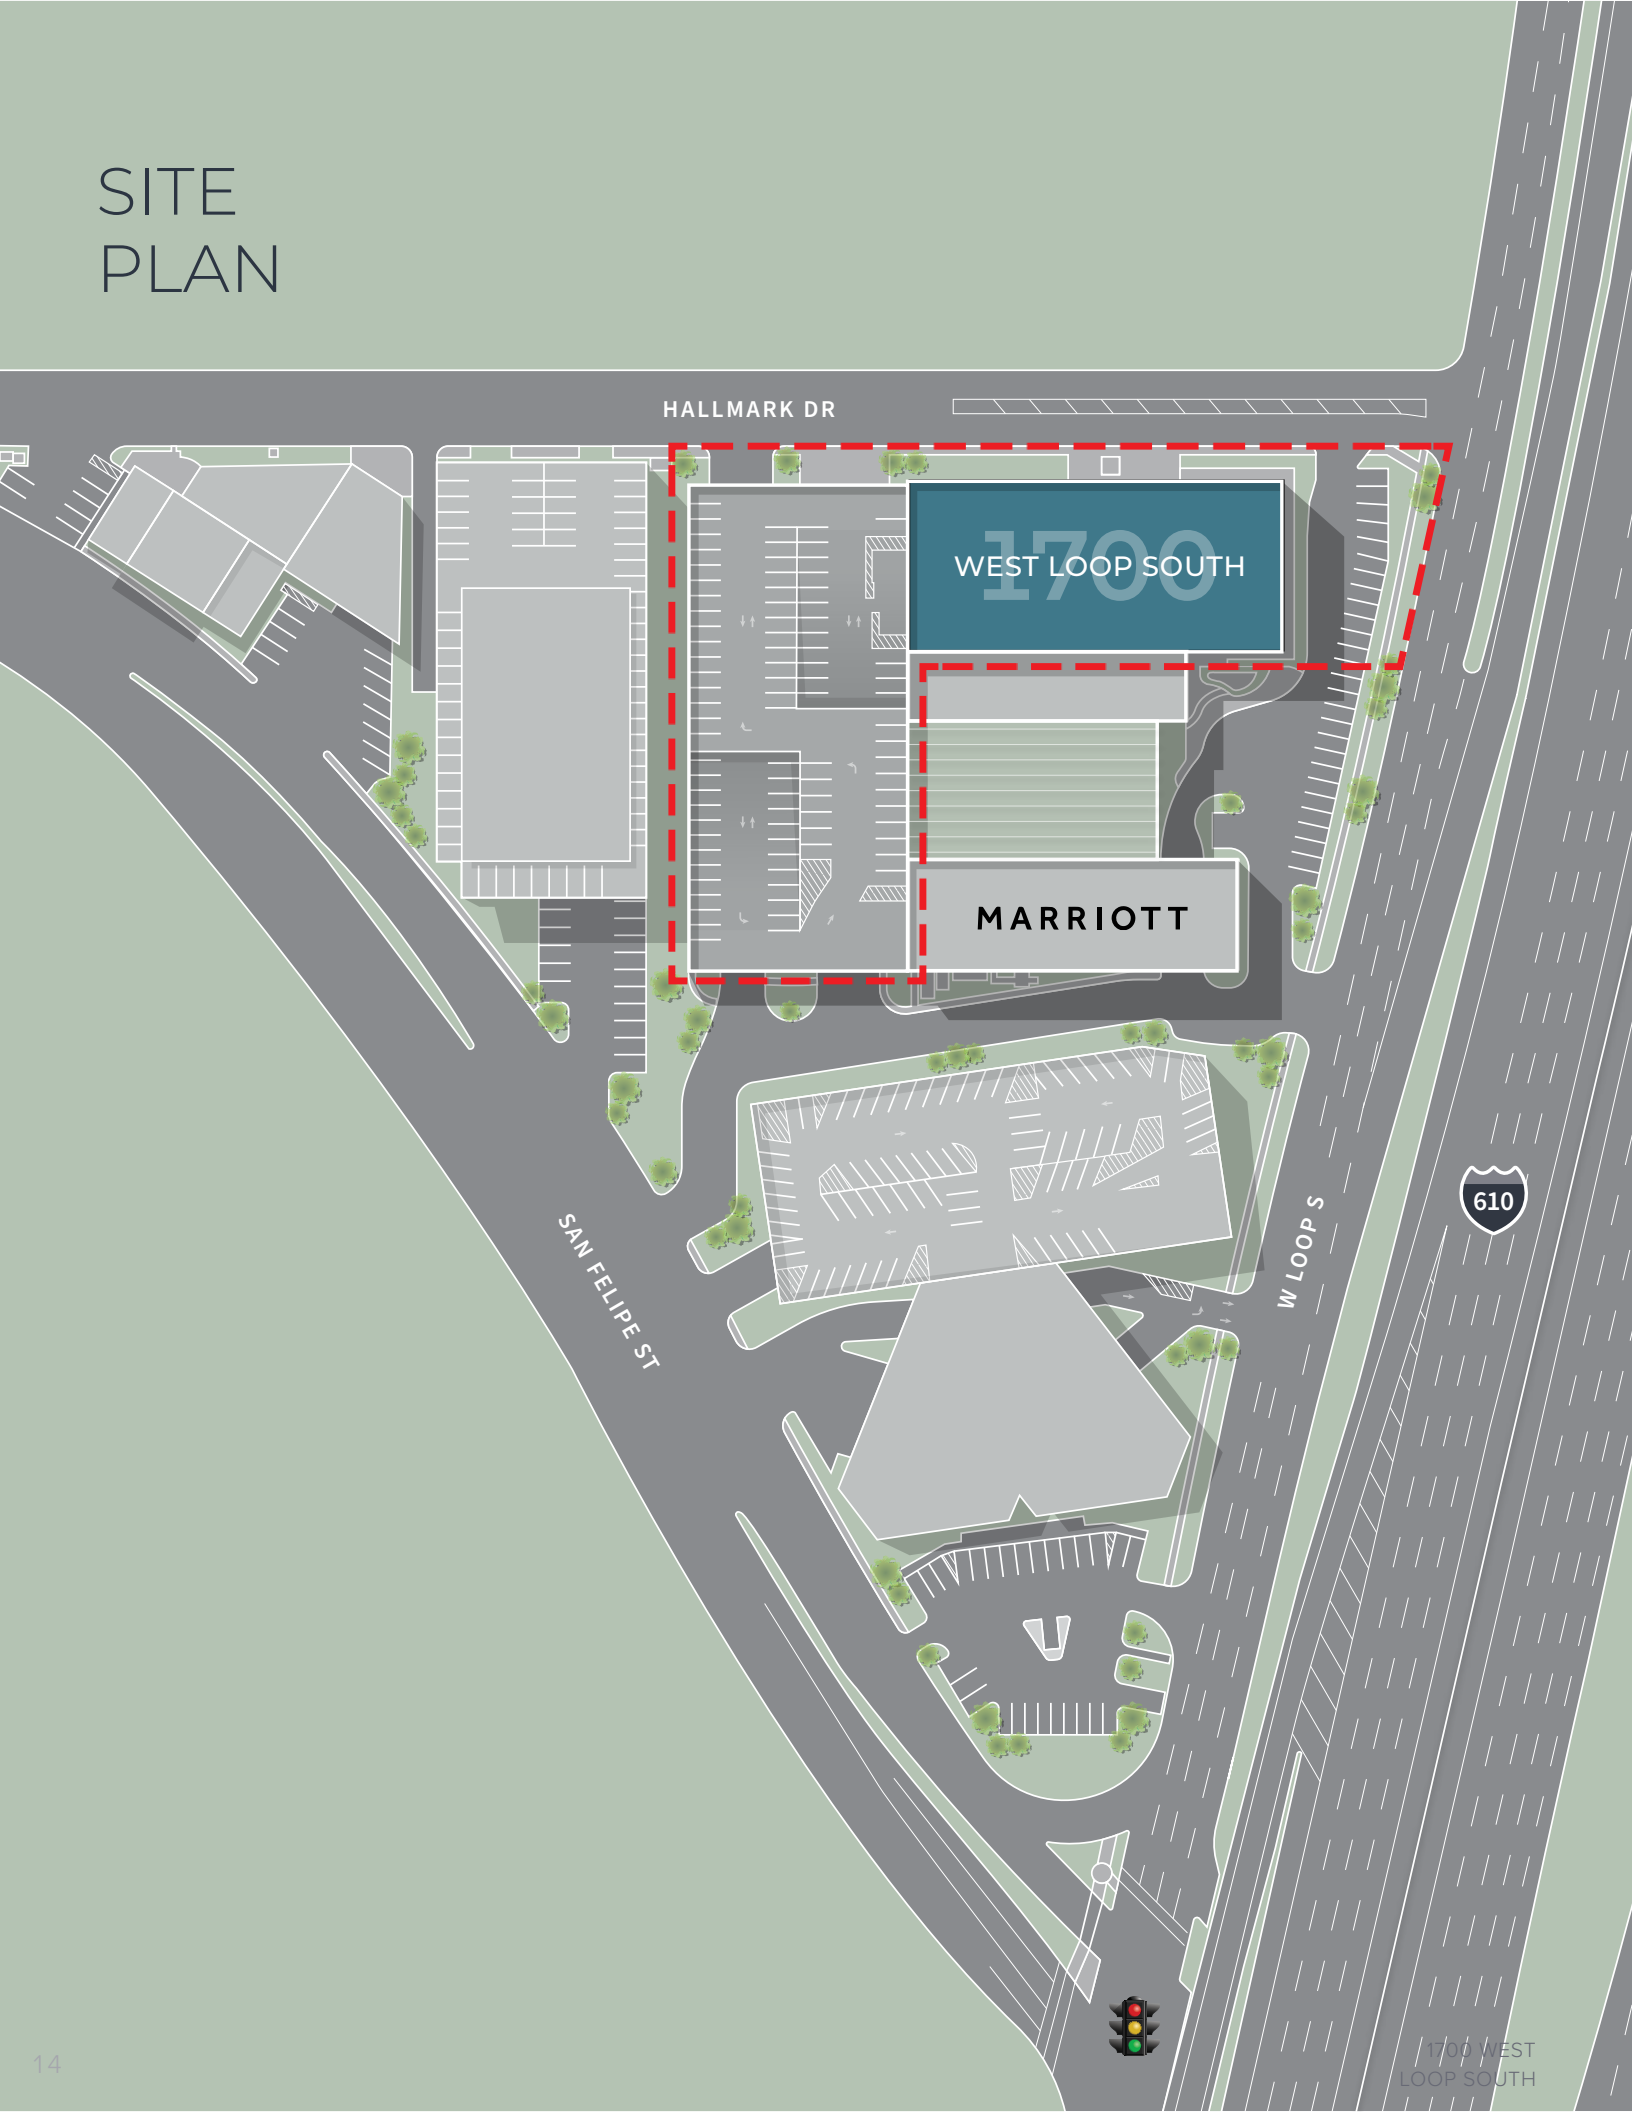 SITE
PLAN
HALLMARK DR
1700
WEST LOOP SOUTH
MARRIOTT
610
W LOOP S
SAN FELIPE ST
14
1700 WEST
LOOP SOUTH